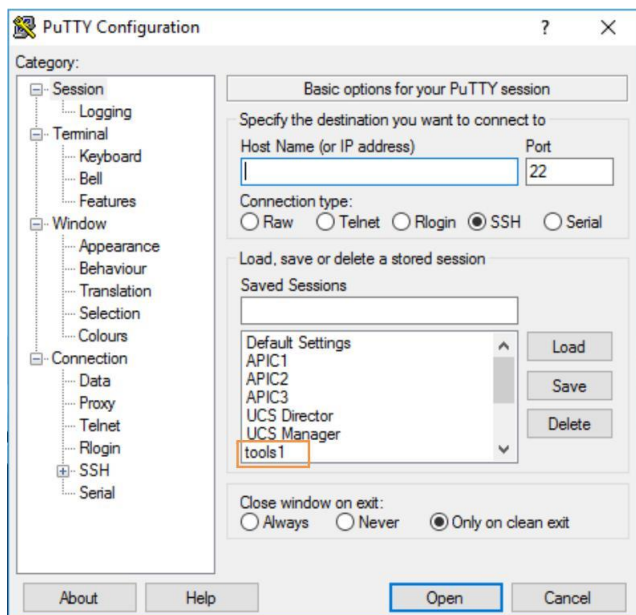 PuTTY Configuration
?
Category:
Session
Logging
Terminal
Keyboard
Bell
Features
Window
Appearance
Behaviour
Translation
Selection
Colours
Connection
Data
Proxy
Telnet
Rlogin
SSH
Serial
Basic options for your PuTTY session
Specify the destination you want to connect to
Host Name (or IP address) Port
22
Connection type:
Raw Telnet Rlogin SSH Serial
Load, save or delete a stored session
Saved Sessions
Default Settings
APIC1
APIC2
APIC3
UCS Director
UCS Manager
tools1
Load
Save
Delete
Close window on exit:
Always Never Only on clean exit
About Help Open Cancel